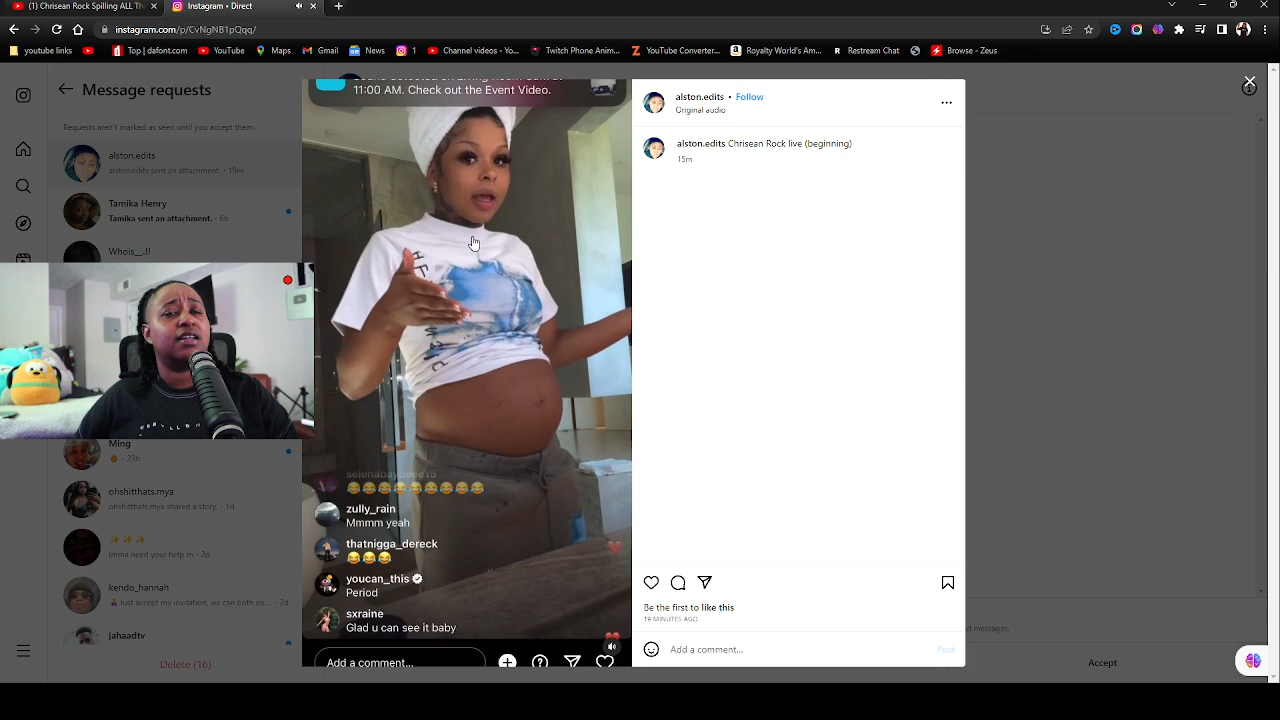 (1) Chrisean Rock Spilling ALL Th
Instagram • Direct
instagram.com/p/CvNgNB1pQqq/
youtube links
Top | dafont.com
YouTube
Maps
Gmail
News
1
Channel videos - Yo...
Twitch Phone Anim...
YouTube Converter...
Royalty World's Am...
Restream Chat
Browse - Zeus
Message requests
Requests aren't marked as seen until you accept them.
alston.edits
alston.edits sent an attachment. · 19m
Tamika Henry
Tamika sent an attachment. · 6h
Whois__JJ
Ming
🔥 · 23h
ohshitthats.mya
ohshitthats.mya shared a story. · 1d
✨✨✨
Imma need your help rn · 2d
kendo_hannah
Just accept my invitation, we can both ea... · 2d
jahaadtv
Delete (16)
11:00 AM. Check out the Event Video.
selenabaybeee15
😂😂😂😂😂😂😂😂😂
zully_rain
Mmmm yeah
thatnigga_dereck
😂😂😂
youcan_this
Period
sxraine
Glad u can see it baby
Add a comment...
alston.edits • Follow
Original audio
alston.edits Chrisean Rock live (beginning)
15m
Be the first to like this
19 MINUTES AGO
Add a comment...
Post
d messages.
Accept